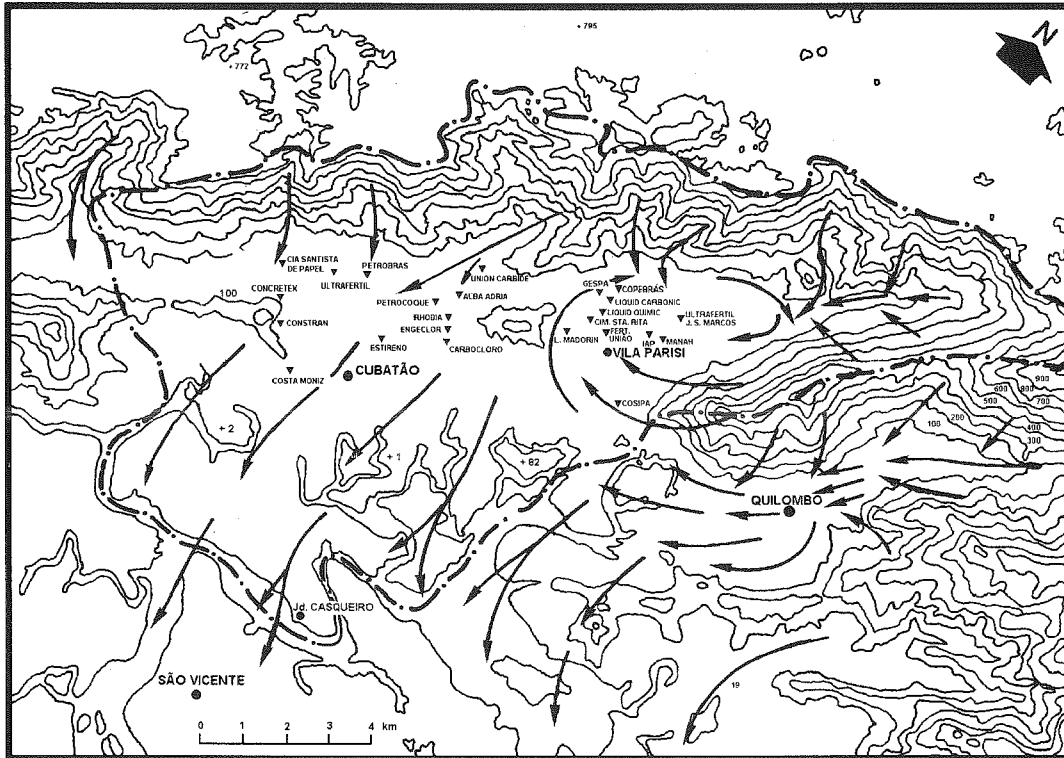 + 795
N
+ 772
CIA SANTISTA
DE PAPEL
PETROBRAS
ULTRAFERTIL
UNION CARBIDE
CONCRETEX
100
PETROCOQUE
ALBA ADRIA
GESPA
COPEBRÁS
LIQUID CARBONIC
RHODIA
LIQUID QUIMIC
CONSTRAN
ENGECLOR
CIM. STA. RITA
ULTRAFERTIL
J. S. MARCOS
ESTIRENO
CARBOCLORO
L. MADORIN
FERT.
UNIÃO
IAP
MANAH
VILA PARISI
COSTA MONIZ
CUBATÃO
COSIPA
900
600
800
500
700
200
100
400
300
+ 2
+ 1
+ 82
QUILOMBO
Jd. CASQUEIRO
SÃO VICENTE
19
0 1 2 3 4 km